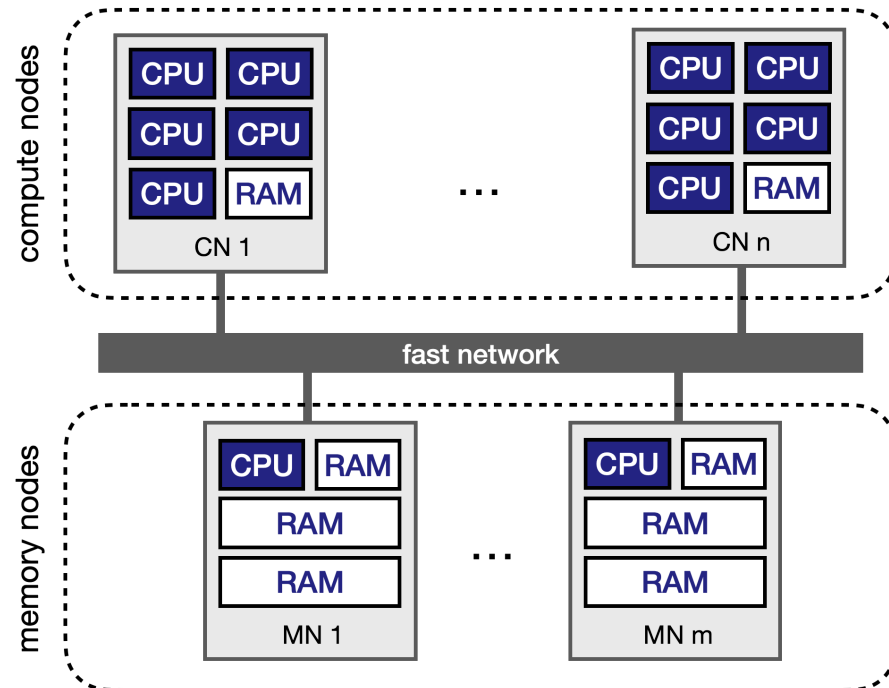 compute nodes
CPU CPU
CPU CPU
CPU RAM
CN 1
...
CPU CPU
CPU CPU
CPU RAM
CN n
fast network
memory nodes
CPU RAM
RAM
RAM
MN 1
...
CPU RAM
RAM
RAM
MN m